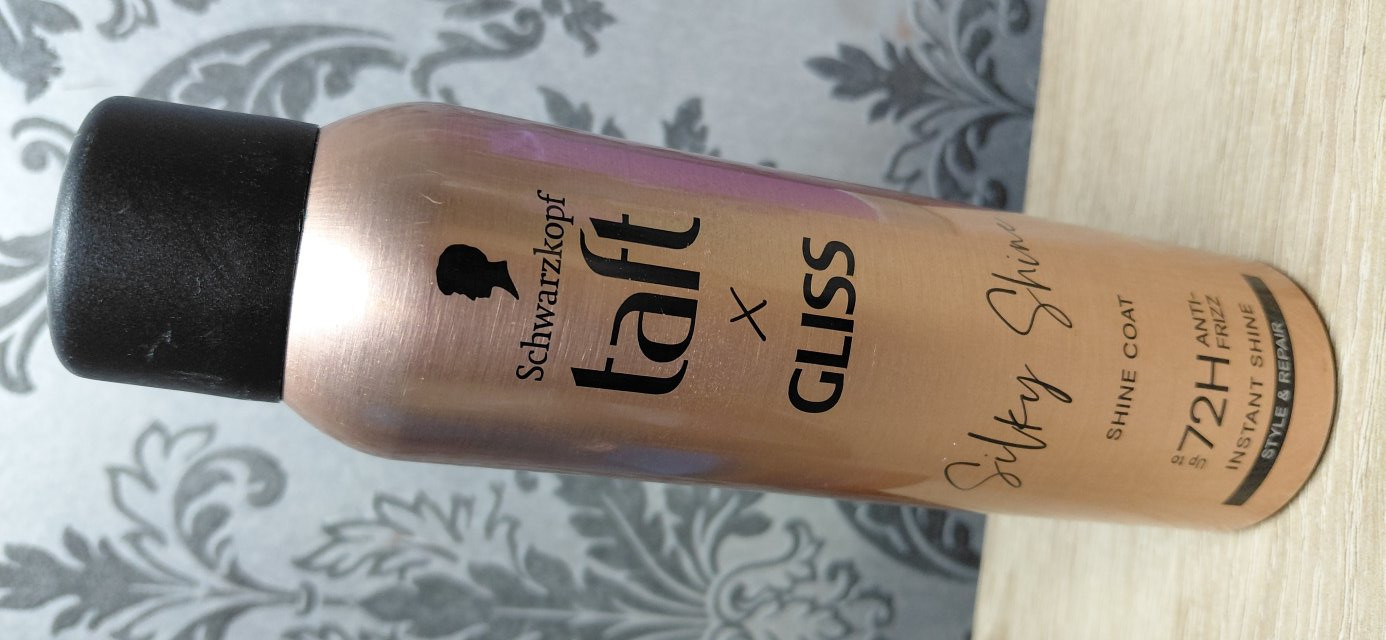 Schwarzkopf
taft
X
GLISS
Silky Shine
SHINE COAT
Up to 72H ANTI-
FRIZZ
INSTANT SHINE
STYLE & REPAIR